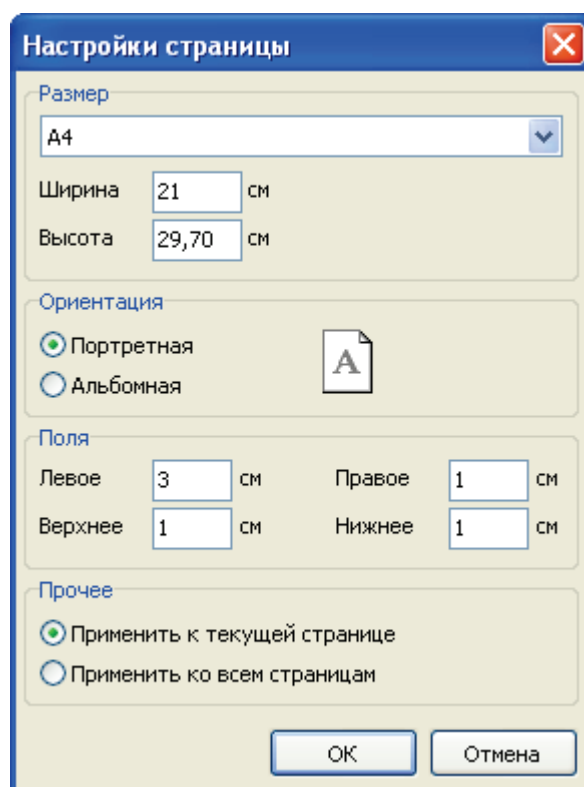 Настройки страницы
Размер
A4
Ширина 21 см
Высота 29,70 см
Ориентация
Портретная
A
Альбомная
Поля
Левое 3 см Правое 1 см
Верхнее 1 см Нижнее 1 см
Прочее
Применить к текущей странице
Применить ко всем страницам
ОК Отмена